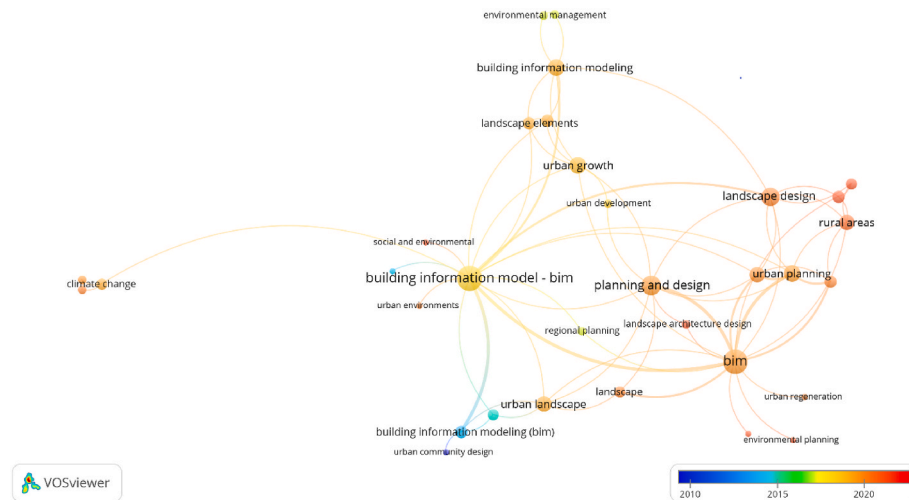 environmental management
building information modeling
landscape elements
urban growth
landscape design
urban development
rural areas
social and environmental
building information model - bim
urban planning
climate change
planning and design
urban environments
landscape architecture design
regional planning
bim
landscape
urban regeneration
urban landscape
building information modeling (bim)
environmental planning
urban community design
VOSviewer
2010
2015
2020